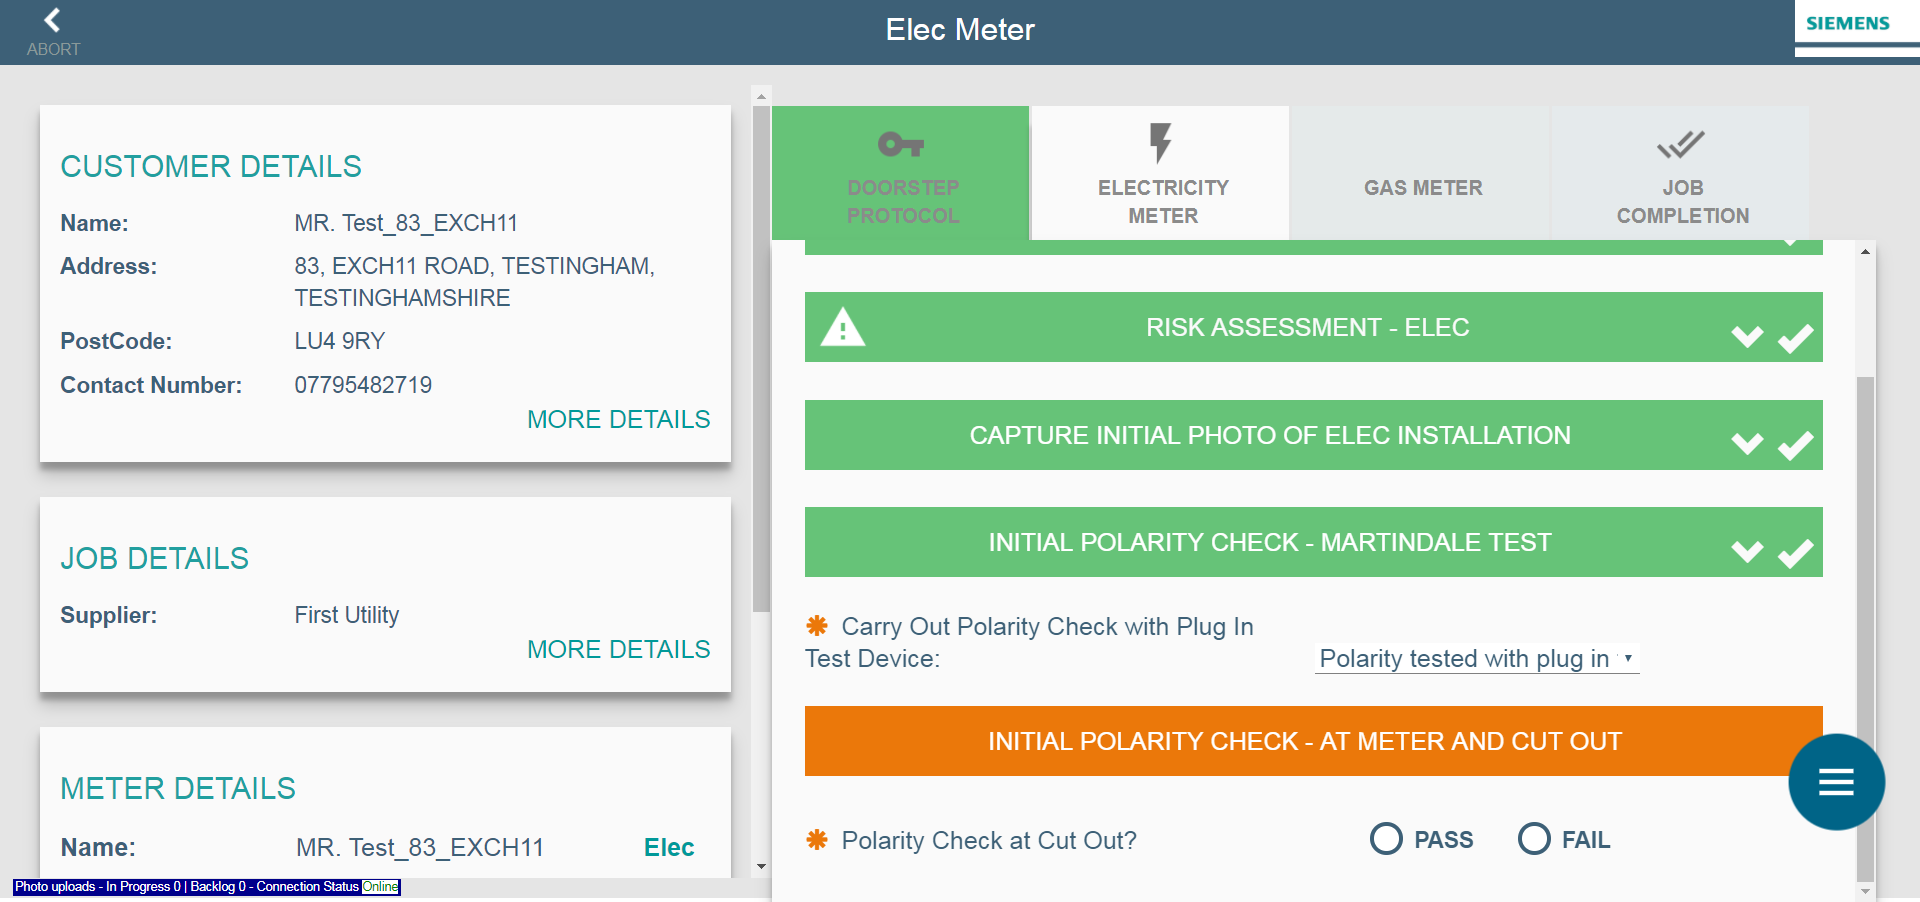 ABORT
Elec Meter
SIEMENS
CUSTOMER DETAILS
Name: MR. Test_83_EXCH11
Address: 83, EXCH11 ROAD, TESTINGHAM,
TESTINGHAMSHIRE
PostCode: LU4 9RY
Contact Number: 07795482719
MORE DETAILS
JOB DETAILS
Supplier: First Utility
MORE DETAILS
METER DETAILS
Name: MR. Test_83_EXCH11 Elec
Photo uploads - In Progress 0 | Backlog 0 - Connection Status Online
DOORSTEP
PROTOCOL
ELECTRICITY
METER
GAS METER
JOB
COMPLETION
RISK ASSESSMENT - ELEC
CAPTURE INITIAL PHOTO OF ELEC INSTALLATION
INITIAL POLARITY CHECK - MARTINDALE TEST
Carry Out Polarity Check with Plug In
Test Device: Polarity tested with plug in
INITIAL POLARITY CHECK - AT METER AND CUT OUT
Polarity Check at Cut Out? PASS FAIL